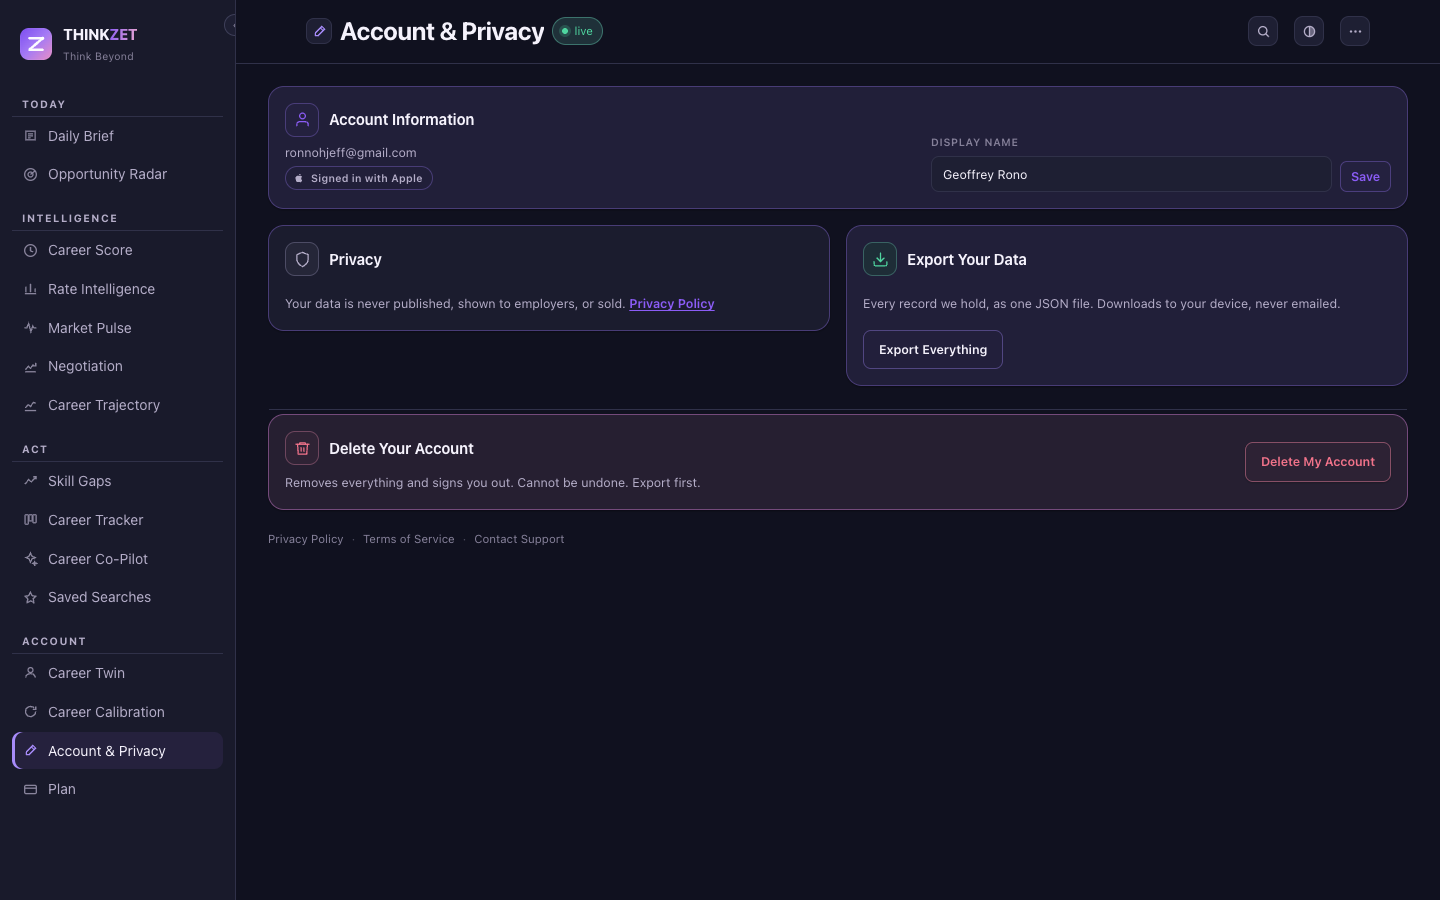 THINKZET
Think Beyond
TODAY
Daily Brief
Opportunity Radar
INTELLIGENCE
Career Score
Rate Intelligence
Market Pulse
Negotiation
Career Trajectory
ACT
Skill Gaps
Career Tracker
Career Co-Pilot
Saved Searches
ACCOUNT
Career Twin
Career Calibration
Account & Privacy
Plan
Account & Privacy
live
Account Information
ronnohjeff@gmail.com
Signed in with Apple
DISPLAY NAME
Geoffrey Rono
Save
Privacy
Your data is never published, shown to employers, or sold. Privacy Policy
Export Your Data
Every record we hold, as one JSON file. Downloads to your device, never emailed.
Export Everything
Delete Your Account
Removes everything and signs you out. Cannot be undone. Export first.
Delete My Account
Privacy Policy · Terms of Service · Contact Support